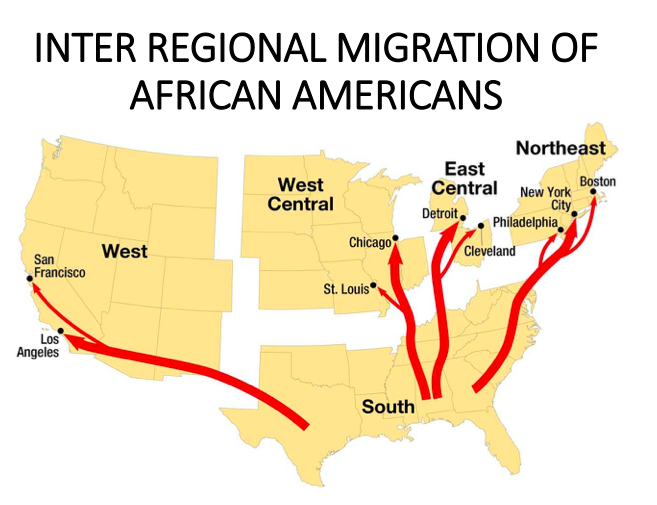 INTER REGIONAL MIGRATION OF
AFRICAN AMERICANS
Northeast
East
Central
West
Central
Boston
New York
City
Detroit
Philadelphia
Chicago
Cleveland
West
San
Francisco
St. Louis
Los
Angeles
South